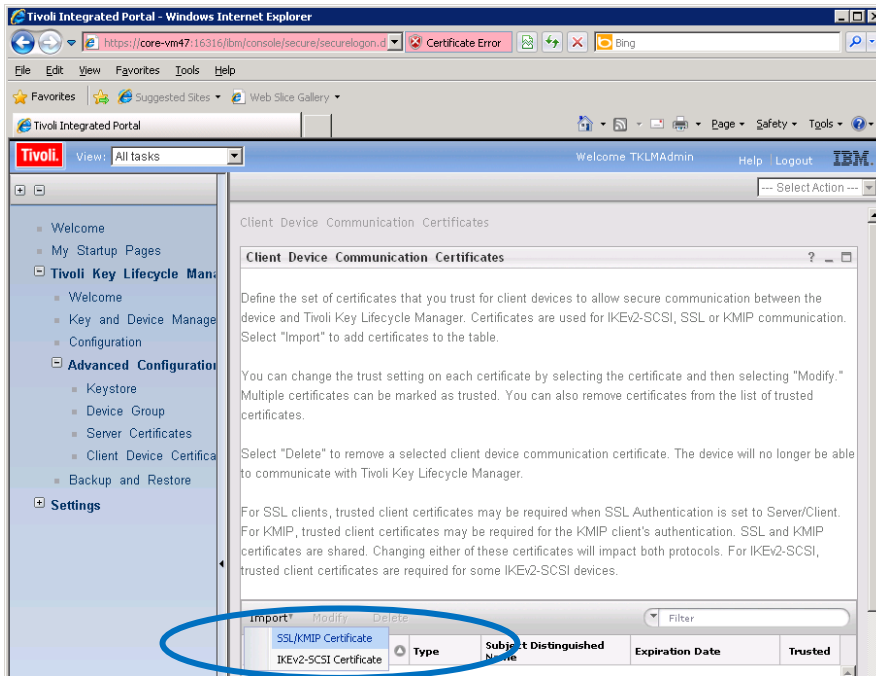 Tivoli Integrated Portal - Windows Internet Explorer
https://core-vm47:16316/ibm/console/secure/securelogon.d
Certificate Error
Bing
File Edit View Favorites Tools Help
Favorites Suggested Sites Web Slice Gallery
Tivoli Integrated Portal
Page Safety Tools
Tivoli. View: All tasks Welcome TKLMAdmin Help Logout IBM.
--- Select Action ---
Welcome
My Startup Pages
Tivoli Key Lifecycle Mana
Welcome
Key and Device Manage
Configuration
Advanced Configuration
Keystore
Device Group
Server Certificates
Client Device Certifica
Backup and Restore
Settings
Client Device Communication Certificates
Client Device Communication Certificates ?
Define the set of certificates that you trust for client devices to allow secure communication between the
device and Tivoli Key Lifecycle Manager. Certificates are used for IKEv2-SCSI, SSL or KMIP communication.
Select "Import" to add certificates to the table.
You can change the trust setting on each certificate by selecting the certificate and then selecting "Modify."
Multiple certificates can be marked as trusted. You can also remove certificates from the list of trusted
certificates.
Select "Delete" to remove a selected client device communication certificate. The device will no longer be able
to communicate with Tivoli Key Lifecycle Manager.
For SSL clients, trusted client certificates may be required when SSL Authentication is set to Server/Client.
For KMIP, trusted client certificates may be required for the KMIP client's authentication. SSL and KMIP
certificates are shared. Changing either of these certificates will impact both protocols. For IKEv2-SCSI,
trusted client certificates are required for some IKEv2-SCSI devices.
Import Modify Delete Filter
SSL/KMIP Certificate
IKEv2-SCSI Certificate
Type Subject Distinguished Name Expiration Date Trusted